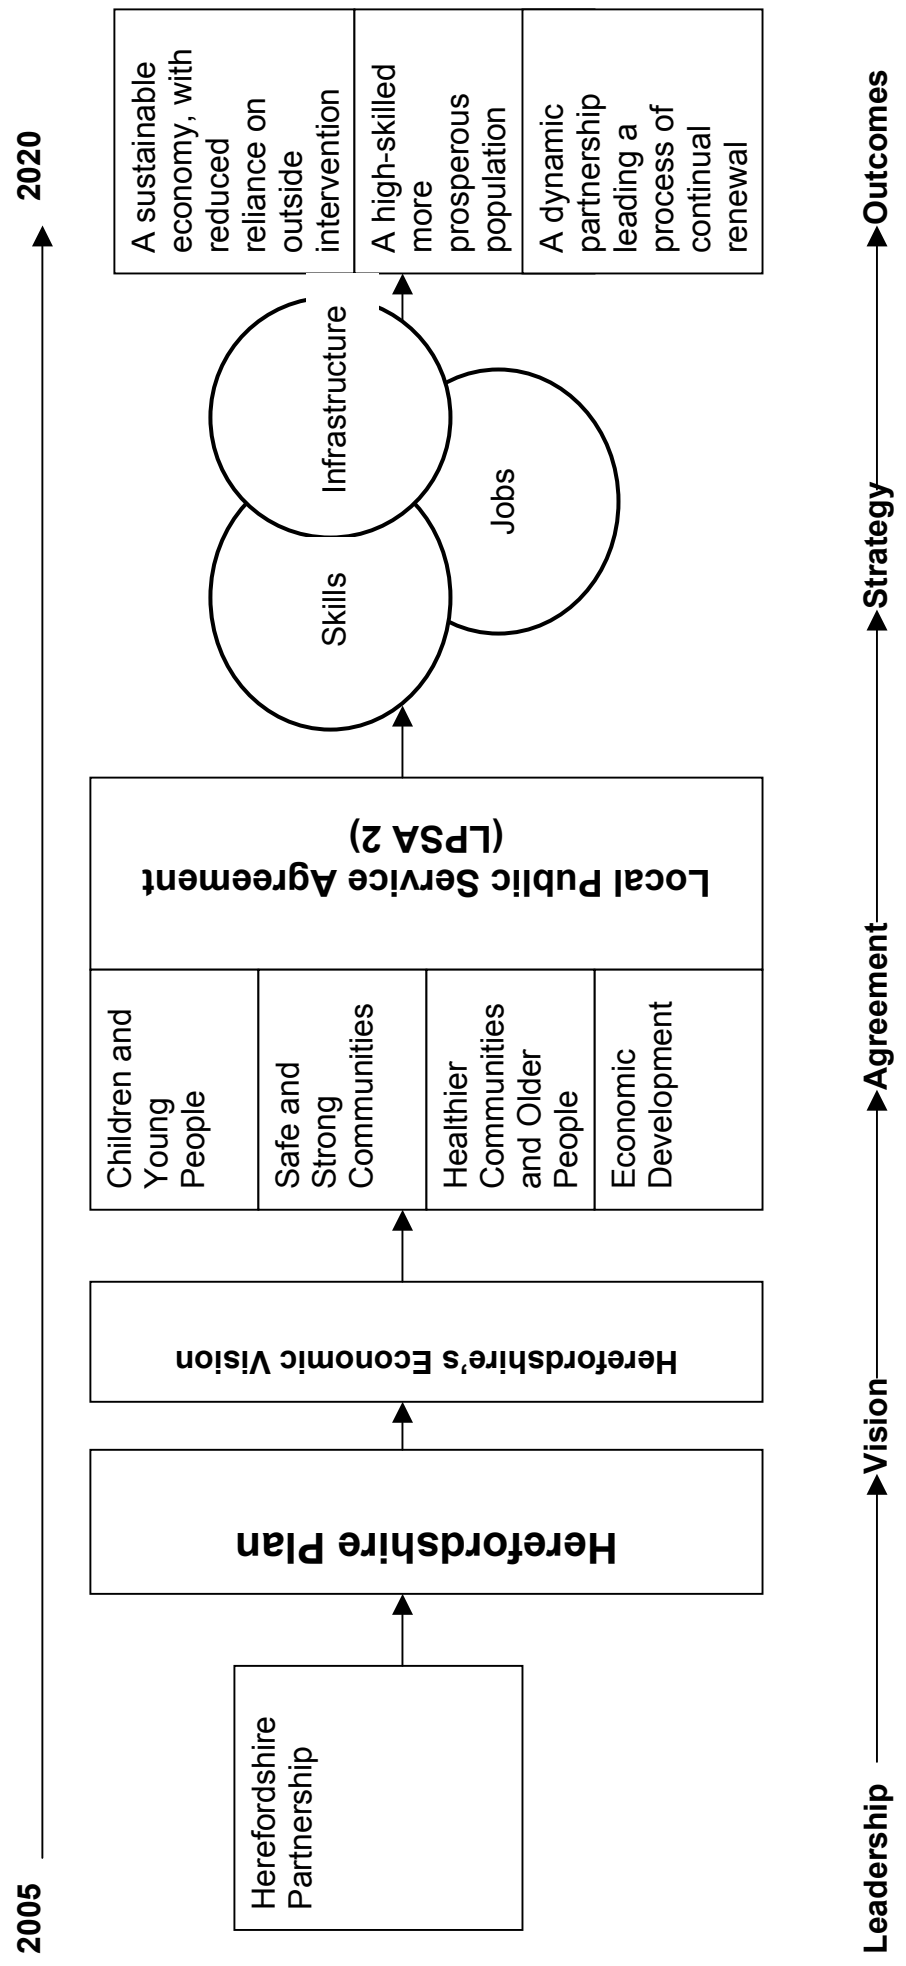 2005
2020
Herefordshire
Partnership
Herefordshire Plan
Herefordshire’s Economic Vision
Children and
Young
People
Safe and
Strong
Communities
Healthier
Communities
and Older
People
Economic
Development
Local Public Service Agreement
(LPSA 2)
Skills
Infrastructure
Jobs
A sustainable
economy, with
reduced
reliance on
outside
intervention
A high-skilled
more
prosperous
population
A dynamic
partnership
leading a
process of
continual
renewal
Leadership
Vision
Agreement
Strategy
Outcomes